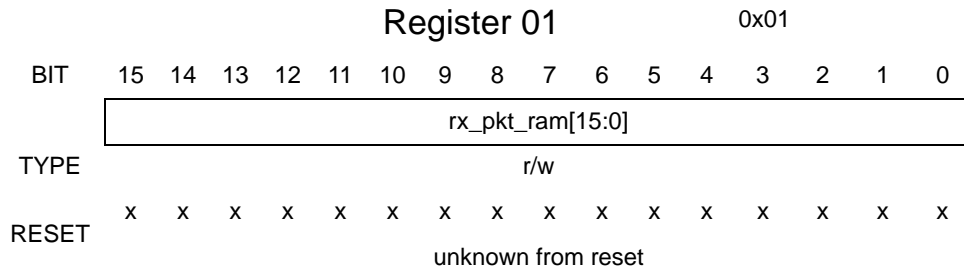 Register 01 0x01
BIT 15 14 13 12 11 10 9 8 7 6 5 4 3 2 1 0
rx_pkt_ram[15:0]
TYPE r/w
RESET x x x x x x x x x x x x x x x x
unknown from reset